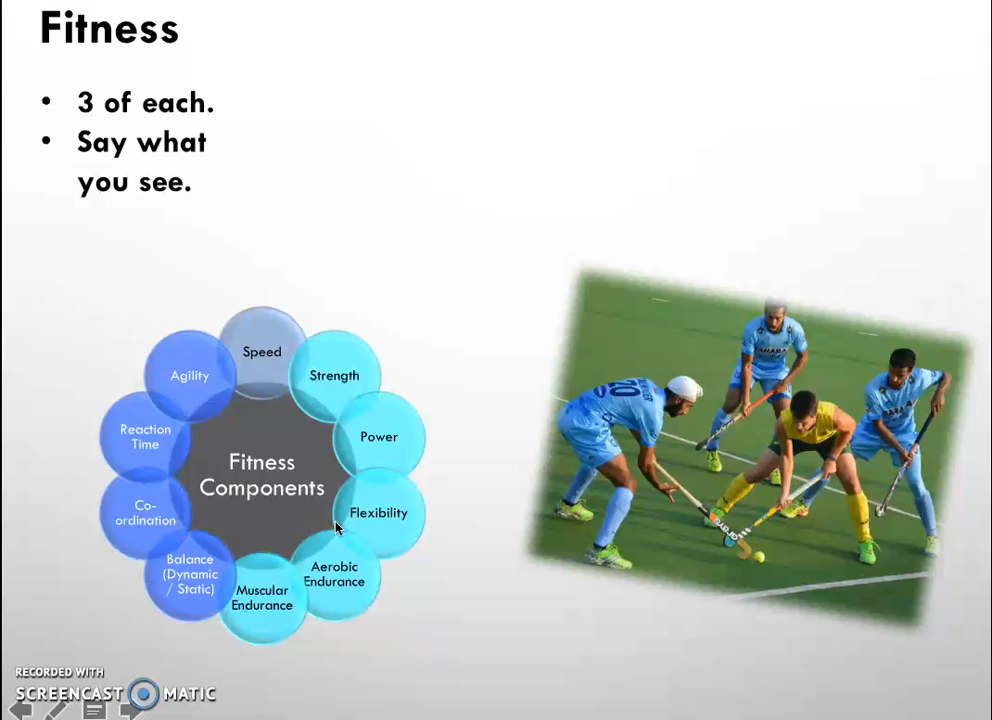 Fitness
• 3 of each.
• Say what
you see.
Speed
Strength
Power
Flexibility
Aerobic
Endurance
Muscular
Endurance
Balance
(Dynamic
/ Static)
Co-
ordination
Reaction
Time
Agility
Fitness
Components
RECORDED WITH
SCREENCAST MATIC